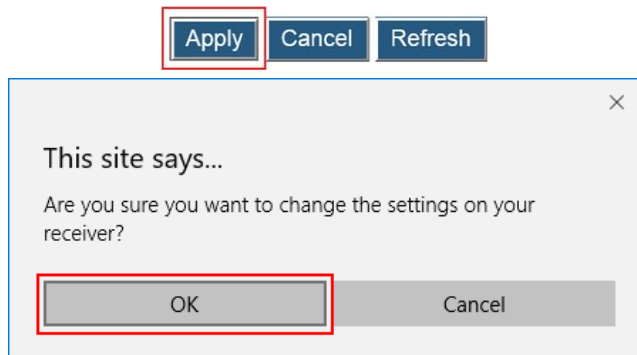 Apply Cancel Refresh
This site says...
Are you sure you want to change the settings on your
receiver?
OK Cancel